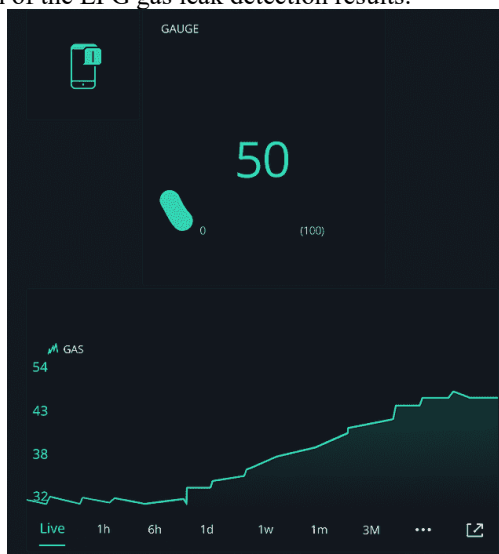 of the LPG gas leak detection results.
GAUGE
50
0 (100)
GAS
54
43
38
32
Live 1h 6h 1d 1w 1m 3M ...